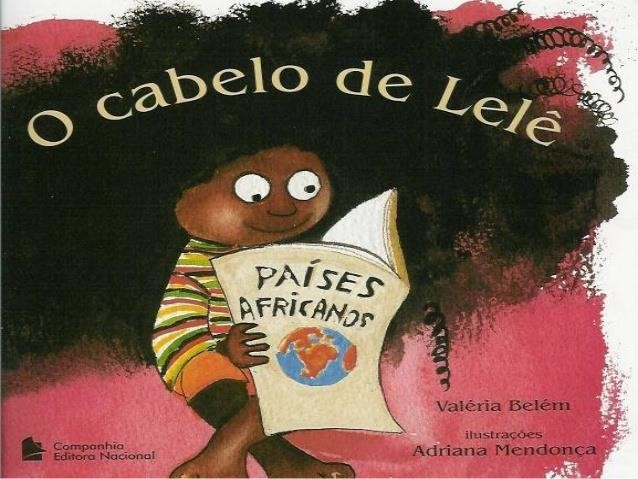 O cabelo de Lelê
PAÍSES
AFRICANOS
Valéria Belém
ilustrações
Adriana Mendonça
Companhia
Editora Nacional